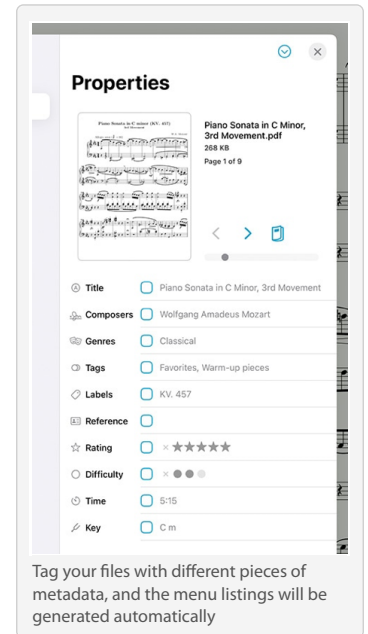 Properties
Piano Sonata in C minor (KV. 457)
3rd Movement
Piano Sonata in C Minor,
3rd Movement.pdf
268 KB
Page 1 of 9
Title Piano Sonata in C Minor, 3rd Movement
Composers Wolfgang Amadeus Mozart
Genres Classical
Tags Favorites, Warm-up pieces
Labels KV. 457
Reference
Rating × ★★★★★
Difficulty ×
Time 5:15
Key C m
Tag your files with different pieces of
metadata, and the menu listings will be
generated automatically